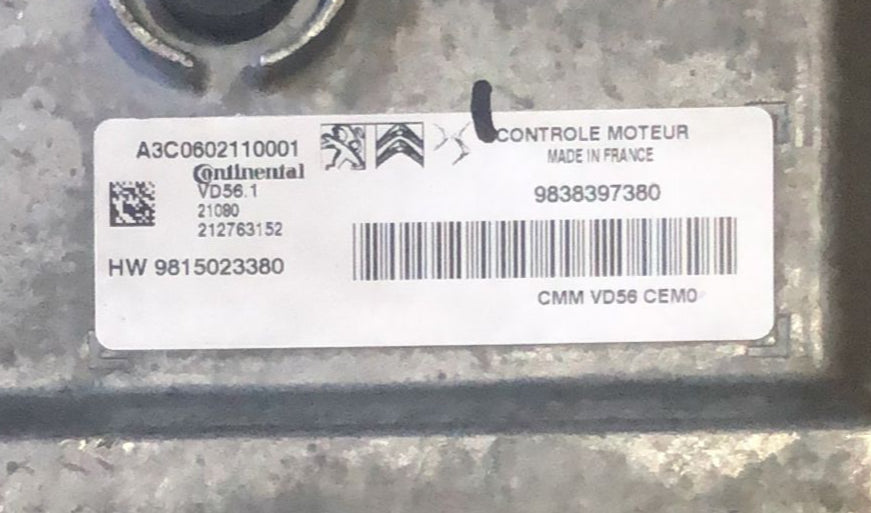 A3C0602110001
Continental
VD56.1
21080
212763152
HW 9815023380
CONTROLE MOTEUR
MADE IN FRANCE
9838397380
CMM VD56 CEM0